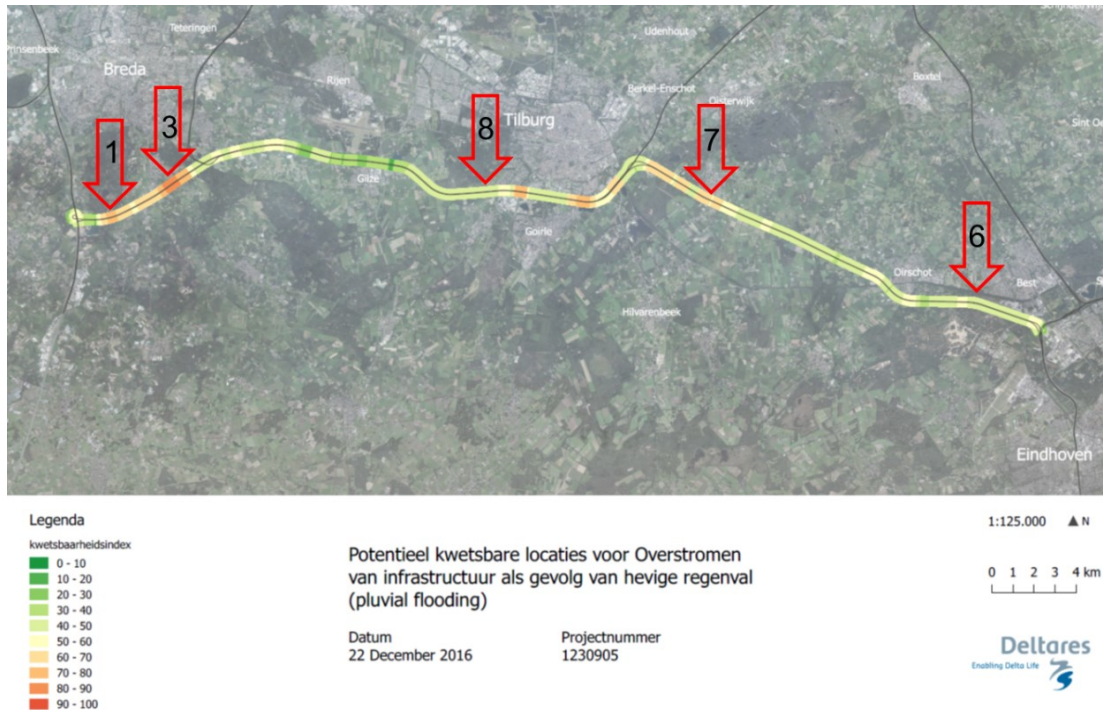 Teteringen
Udenhout
Prinsenbeek
Breda
Rijen
Boxtel
Berkel-Enschot
Oisterwijk
1
3
8
Tilburg
7
Sint Oe
Gilze
Goirle
6
Oirschot
Best
Hilvarenbeek
Eindhoven
Legenda
kwetsbaarheidsindex
0 - 10
10 - 20
20 - 30
30 - 40
40 - 50
50 - 60
60 - 70
70 - 80
80 - 90
90 - 100
Potentieel kwetsbare locaties voor Overstromen
van infrastructuur als gevolg van hevige regenval
(pluvial flooding)
Datum
22 December 2016
Projectnummer
1230905
1:125.000
N
0 1 2 3 4 km
Deltares
Enabling Delta Life